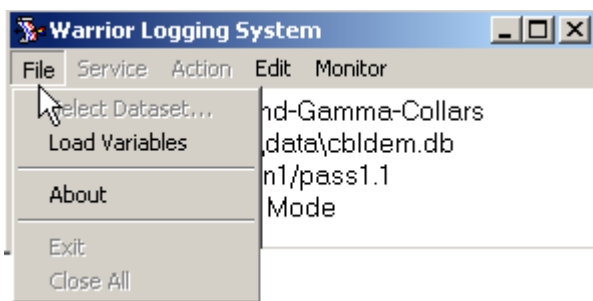 Warrior Logging System
File Service Action Edit Monitor
Select Dataset...
Load Variables
About
Exit
Close All
nd-Gamma-Collars
\data\cbldem.db
n1/pass1.1
Mode